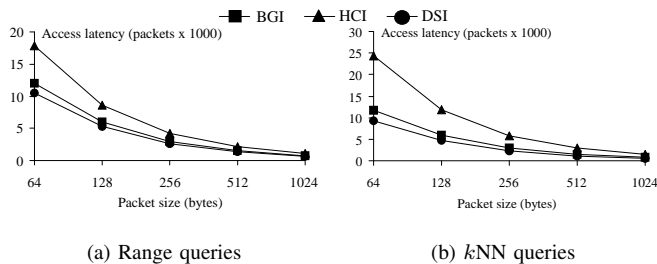 BGI HCI DSI
Access latency (packets x 1000)
20
15
10
5
0
64 128 256 512 1024
Packet size (bytes)
(a) Range queries
Access latency (packets x 1000)
30
25
20
15
10
5
0
64 128 256 512 1024
Packet size (bytes)
(b) kNN queries